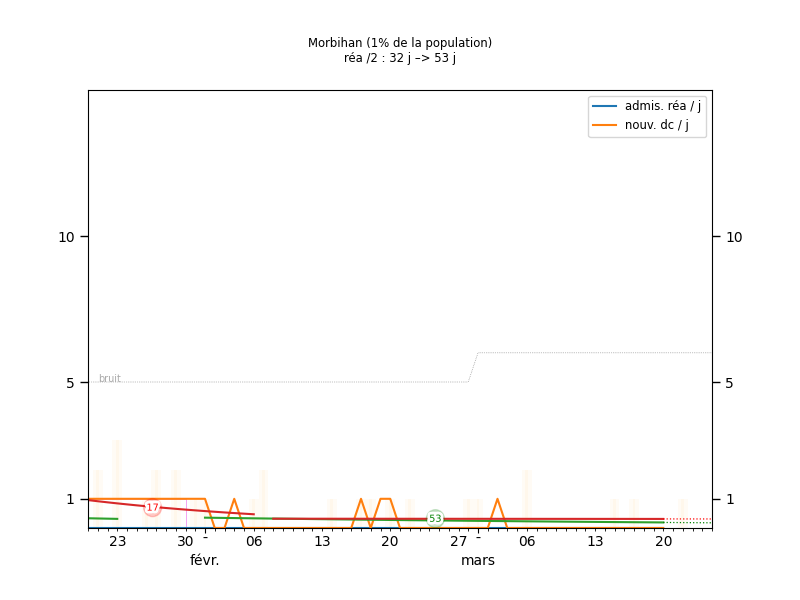 Morbihan (1% de la population)
réa /2 : 32 j –> 53 j
admis. réa / j
nouv. dc / j
10
10
bruit
5
5
1
1
17
53
23
30
-
06
13
20
27
-
06
13
20
févr.
mars